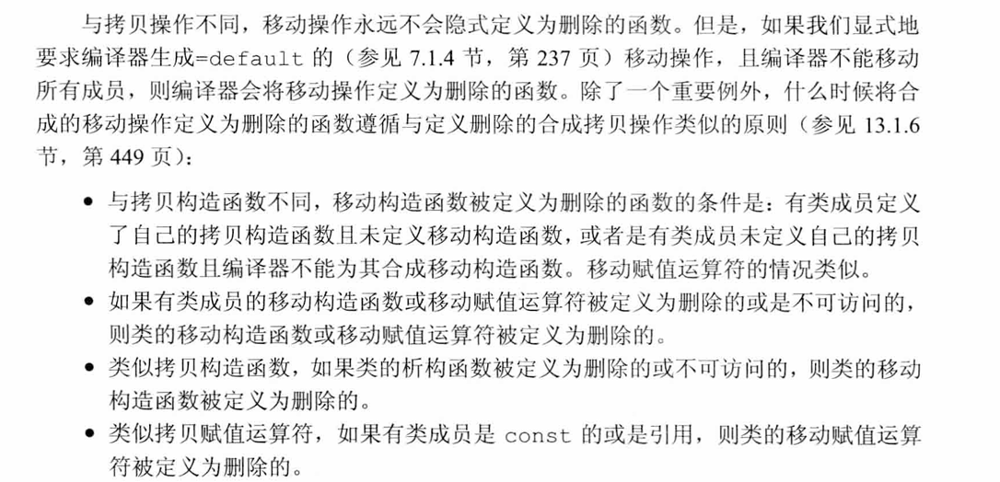 与拷贝操作不同，移动操作永远不会隐式定义为删除的函数。但是，如果我们显式地
要求编译器生成=default 的（参见 7.1.4 节，第 237 页）移动操作，且编译器不能移动
所有成员，则编译器会将移动操作定义为删除的函数。除了一个重要例外，什么时候将合
成的移动操作定义为删除的函数遵循与定义删除的合成拷贝操作类似的原则（参见 13.1.6
节，第 449 页）：
● 与拷贝构造函数不同，移动构造函数被定义为删除的函数的条件是：有类成员定义
了自己的拷贝构造函数且未定义移动构造函数，或者是有类成员未定义自己的拷贝
构造函数且编译器不能为其合成移动构造函数。移动赋值运算符的情况类似。
● 如果有类成员的移动构造函数或移动赋值运算符被定义为删除的或是不可访问的，
则类的移动构造函数或移动赋值运算符被定义为删除的。
● 类似拷贝构造函数，如果类的析构函数被定义为删除的或不可访问的，则类的移动
构造函数被定义为删除的。
● 类似拷贝赋值运算符，如果有类成员是 const 的或是引用，则类的移动赋值运算
符被定义为删除的。